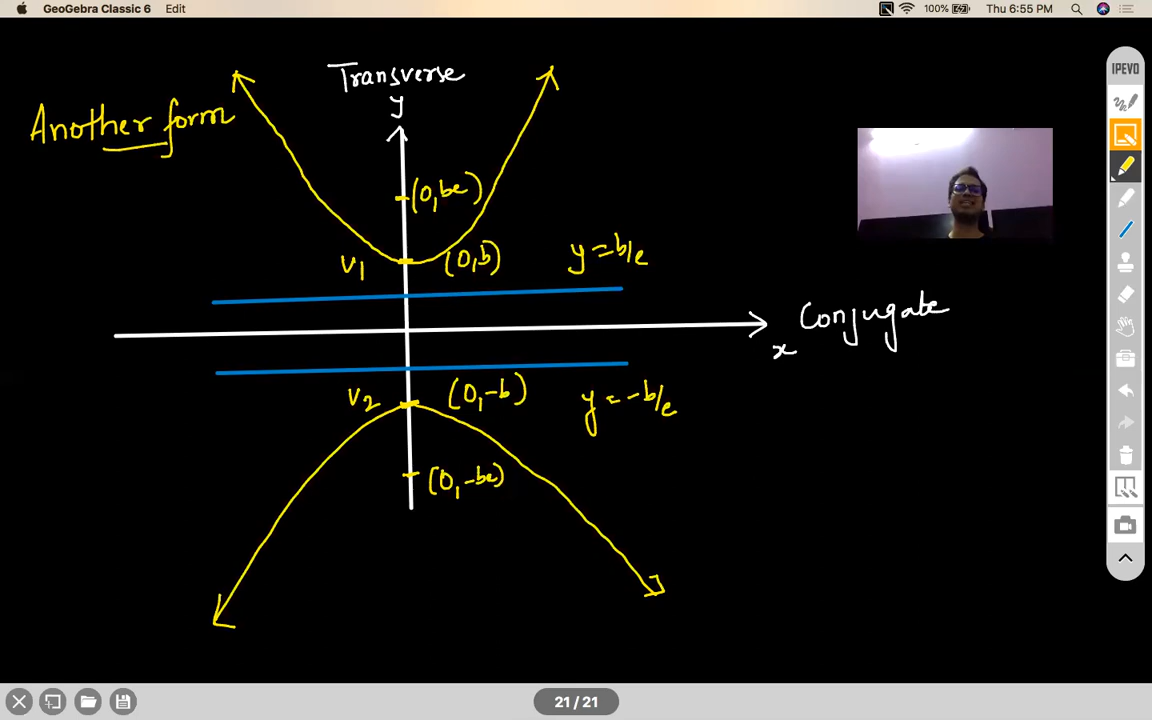 GeoGebra Classic 6 Edit 100% Thu 6:55 PM
IPEVO
Transverse
y
Another form
(0, be)
V1 (0, b) y = b/e
Conjugate
x
V2 (0, -b) y = -b/e
(0, -be)
21 / 21